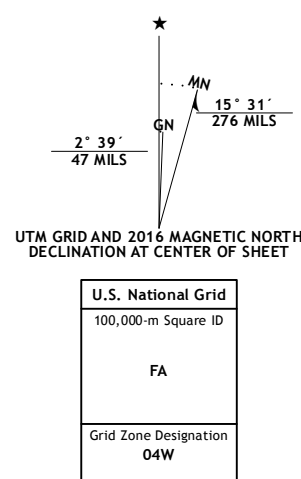 MN
GN
15° 31´
276 MILS
2° 39´
47 MILS
UTM GRID AND 2016 MAGNETIC NORTH
DECLINATION AT CENTER OF SHEET
U.S. National Grid
100,000-m Square ID
FA
Grid Zone Designation
04W